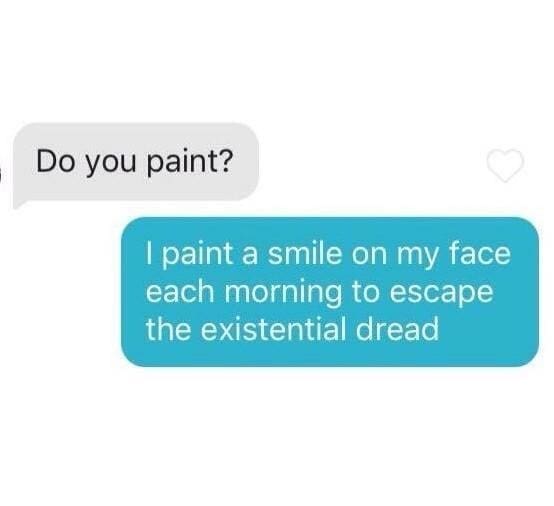 Do you paint?
I paint a smile on my face
each morning to escape
the existential dread